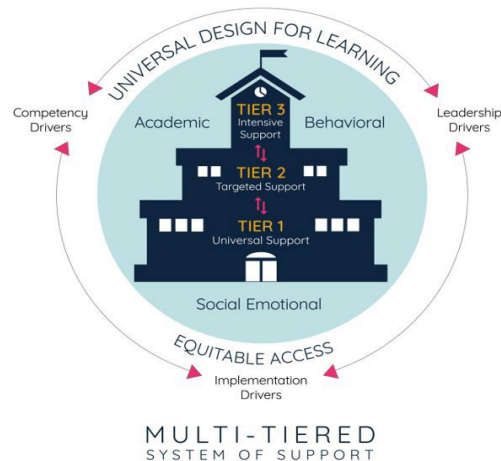 UNIVERSAL DESIGN FOR LEARNING
Competency
Drivers
Leadership
Drivers
Academic
Behavioral
TIER 3
Intensive
Support
TIER 2
Targeted Support
TIER 1
Universal Support
Social Emotional
EQUITABLE ACCESS
Implementation
Drivers
MULTI-TIERED
SYSTEM OF SUPPORT